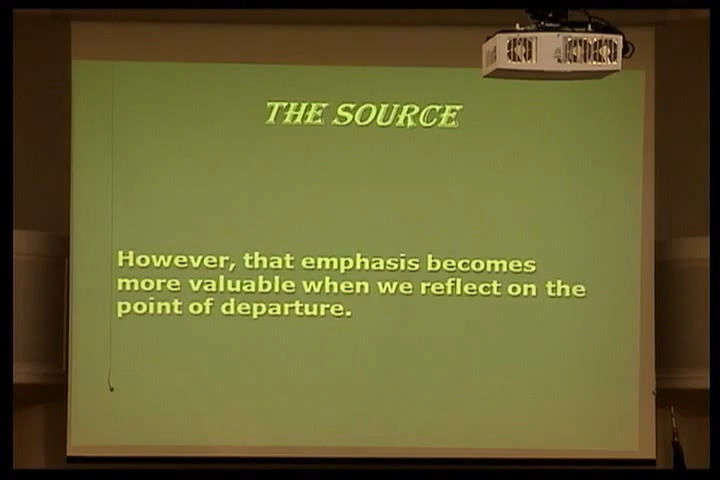 THE SOURCE
However, that emphasis becomes
more valuable when we reflect on the
point of departure.